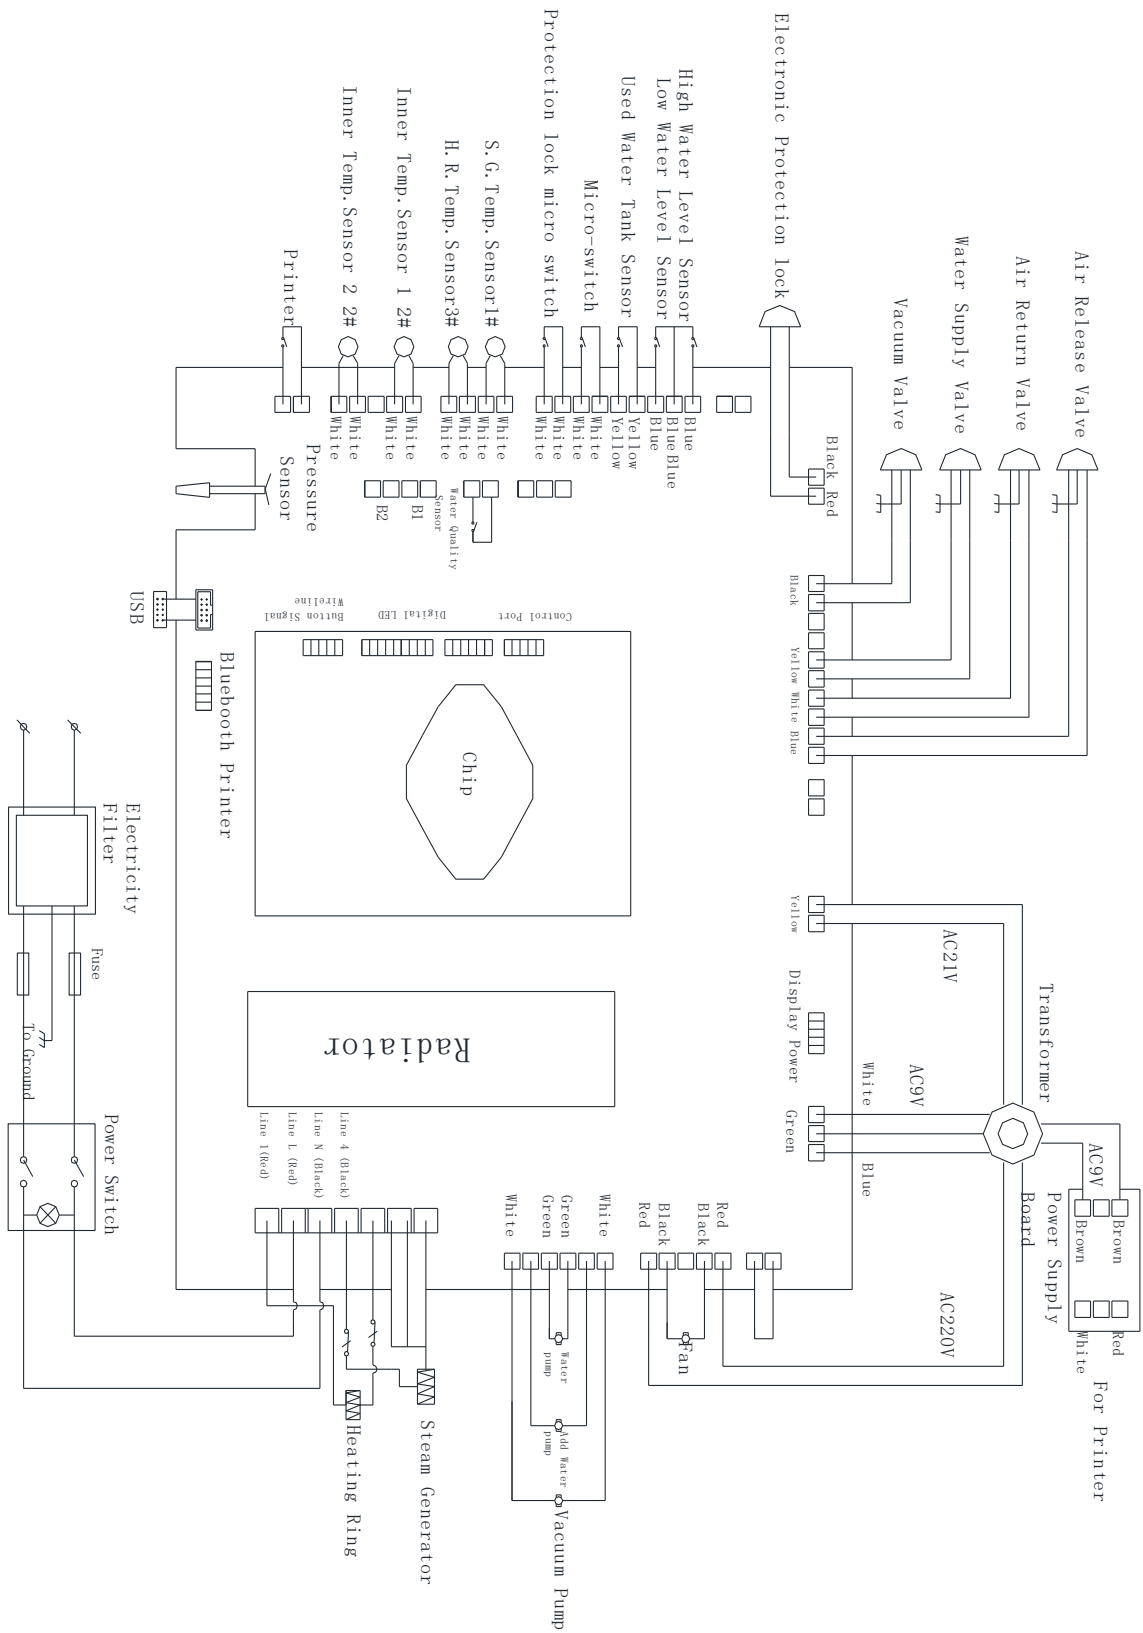 Electronic Protection lock
High Water Level Sensor
Low Water Level Sensor
Used Water Tank Sensor
Micro-switch
Protection lock micro switch
S.G.Temp.Sensor1#
H.R.Temp.Sensor3#
Inner Temp.Sensor 1 2#
Inner Temp.Sensor 2 2#
Printer
Air Release Valve
Air Return Valve
Water Supply Valve
Vacuum Valve
Black
Red
Blue
Blue
Blue
Yellow
Yellow
White
White
White
White
White
White
White
White
White
White
White
White
Pressure
Sensor
B2
B1
Water Quality
Sensor
USB
Bluebooth Printer
Button Signal
Wireline
Digital LED
Control Port
Chip
Black
Yellow
White
Blue
Yellow
Display Power
Green
White
Blue
AC21V
AC9V
Transformer
AC9V
Power Supply
Board
Brown
Brown
Red
White
For Printer
AC220V
Electricity
Filter
Fuse
To Ground
Power Switch
Radiator
Line 1(Red)
Line L (Red)
Line N (Black)
Line 4 (Black)
White
Green
Green
White
Red
Black
Black
Red
Fan
Water
pump
Add Water
pump
Vacuum Pump
Steam Generator
Heating Ring